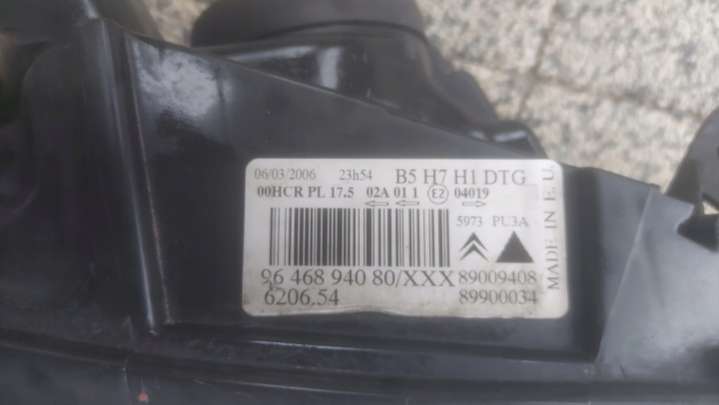 06/03/2006 23h54 B5 H7 H1 DTG
00HCR PL 17.5 02A 01 1 E2 04019
5973 PU3A
96 468 940 80/XXX 89009408
6206.54 89900034
MADE IN E.U